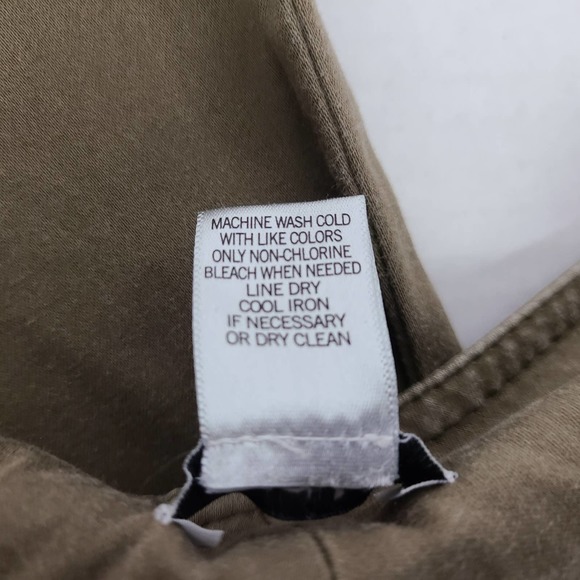 MACHINE WASH COLD
WITH LIKE COLORS
ONLY NON-CHLORINE
BLEACH WHEN NEEDED
LINE DRY
COOL IRON
IF NECESSARY
OR DRY CLEAN